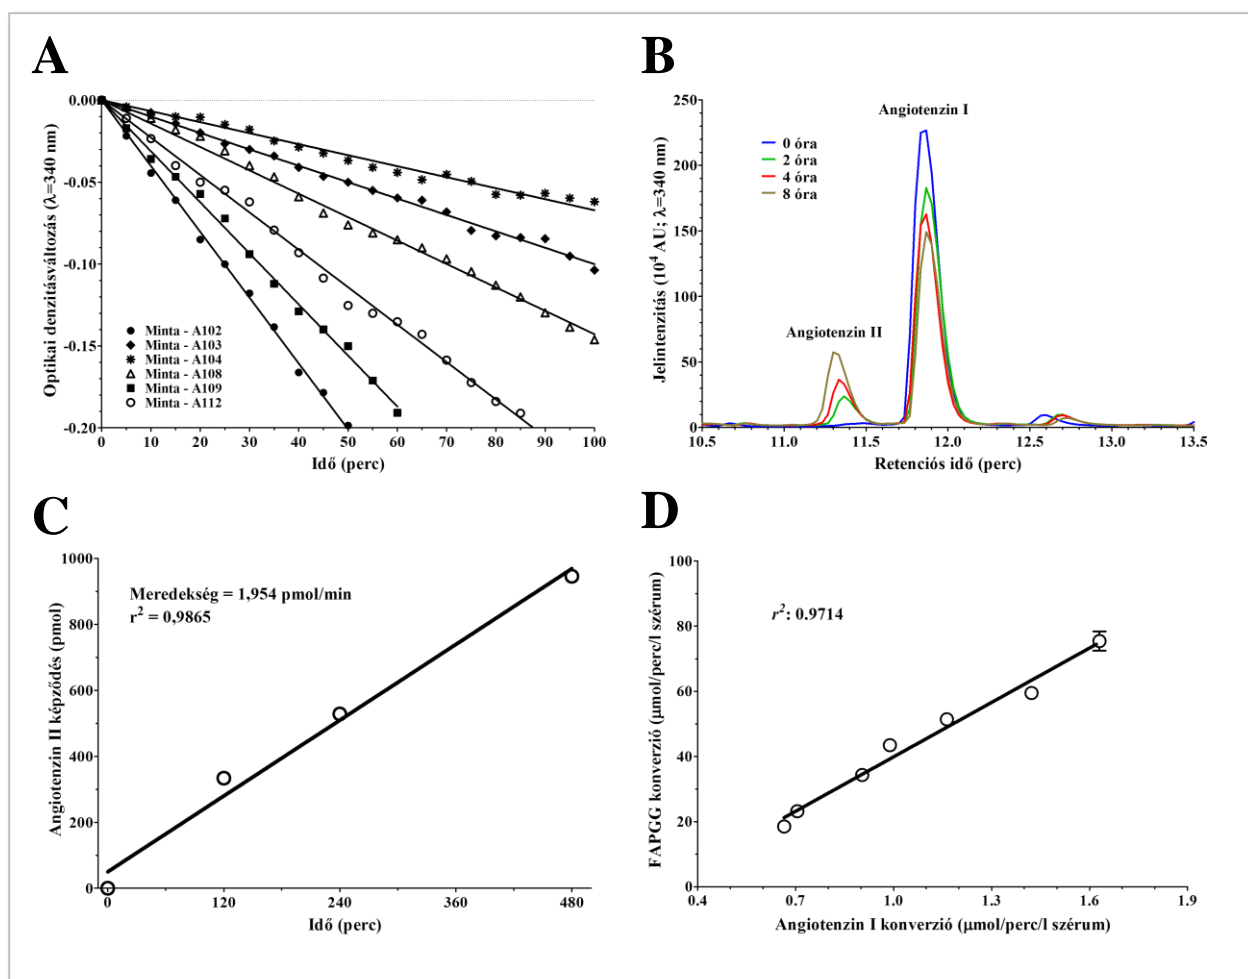 A
Optikai denzitásváltozás (λ=340 nm)
0.00
-0.05
-0.10
-0.15
-0.20
Minta - A102
Minta - A103
Minta - A104
Minta - A108
Minta - A109
Minta - A112
0 10 20 30 40 50 60 70 80 90 100
Idő (perc)
B
Jelintenzitás (10⁴ AU; λ=340 nm)
250
200
150
100
50
0
0 óra
2 óra
4 óra
8 óra
Angiotenzin I
Angiotenzin II
10.5 11.0 11.5 12.0 12.5 13.0 13.5
Retenciós idő (perc)
C
Angiotenzin II képződés (pmol)
1000
800
600
400
200
0
Meredekség = 1,954 pmol/min
r² = 0,9865
0 120 240 360 480
Idő (perc)
D
FAPGG konverzió (μmol/perc/l szérum)
100
80
60
40
20
0
r²: 0.9714
0.4 0.7 1.0 1.3 1.6 1.9
Angiotenzin I konverzió (μmol/perc/l szérum)